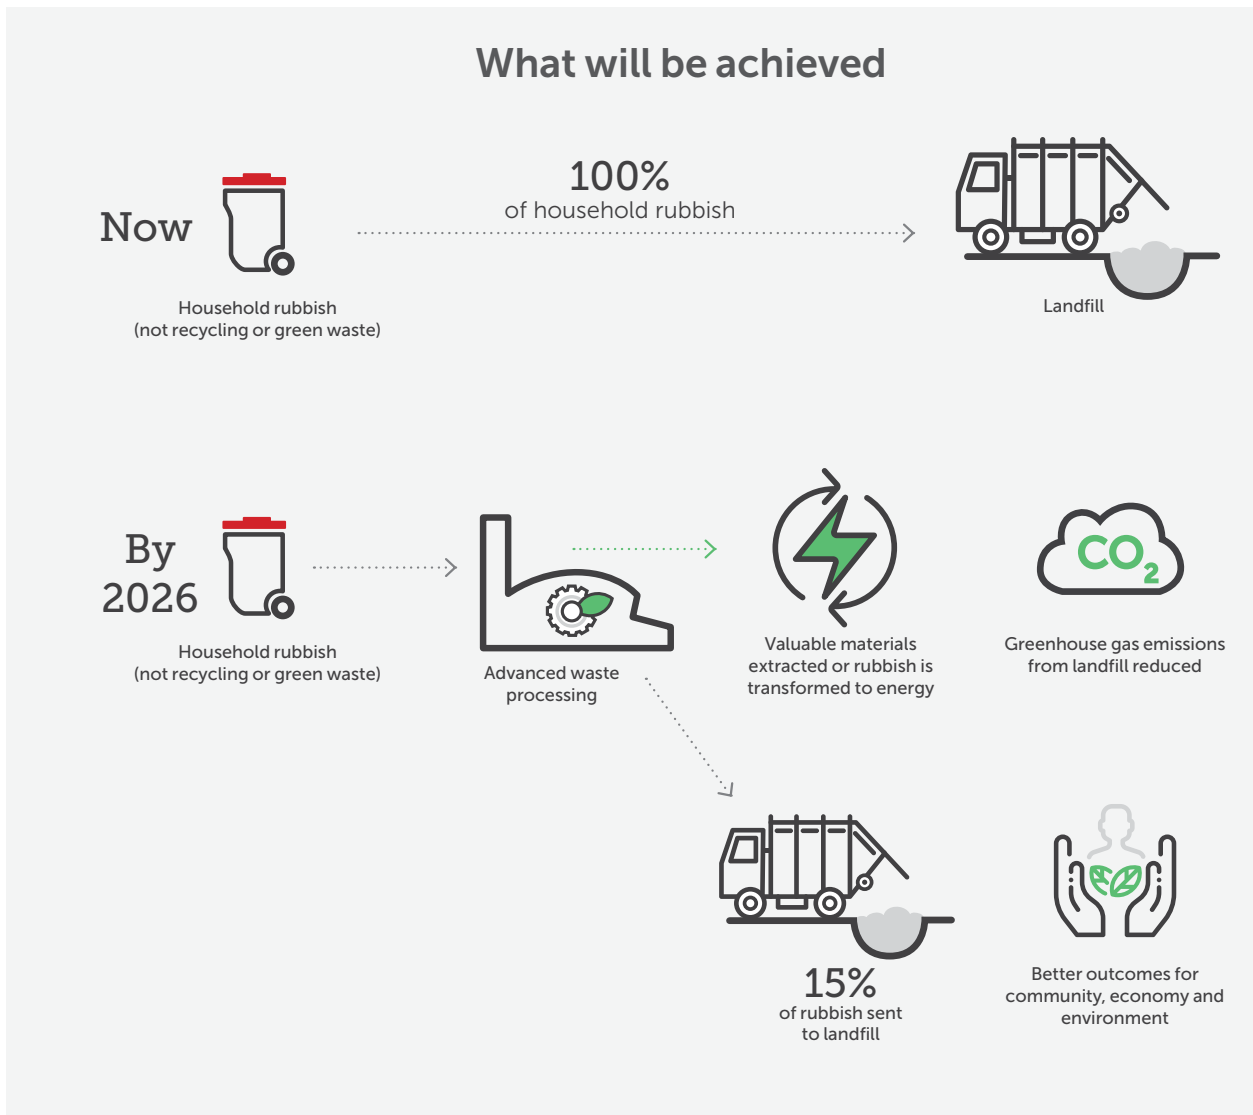 What will be achieved
Now
100%
of household rubbish
Household rubbish
(not recycling or green waste)
Landfill
By
2026
CO2
Household rubbish
(not recycling or green waste)
Advanced waste
processing
Valuable materials
extracted or rubbish is
transformed to energy
Greenhouse gas emissions
from landfill reduced
15%
of rubbish sent
to landfill
Better outcomes for
community, economy and
environment